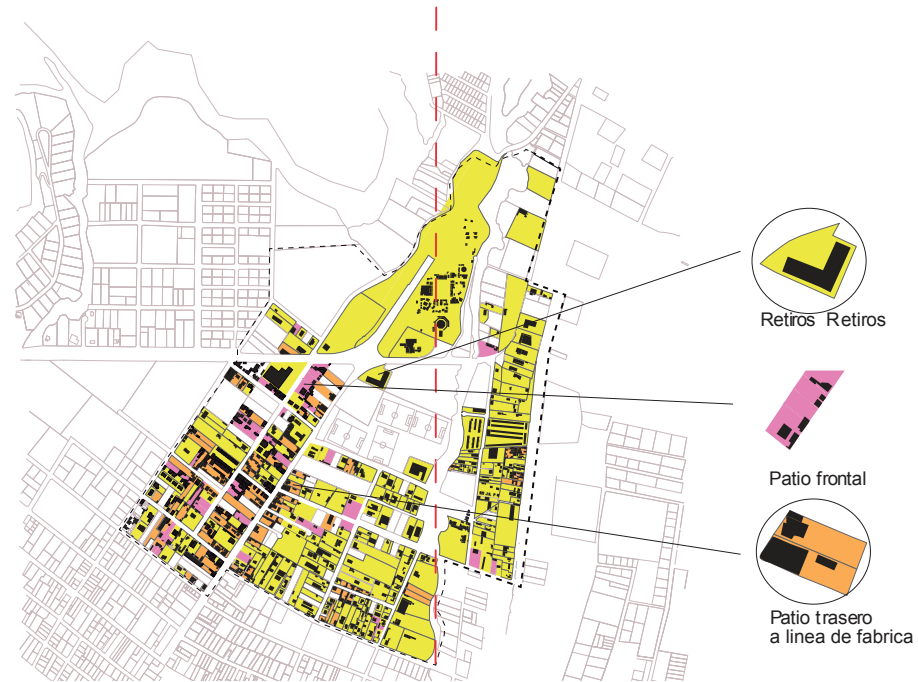 Retiros Retiros
Patio frontal
Patio trasero
a linea de fabrica